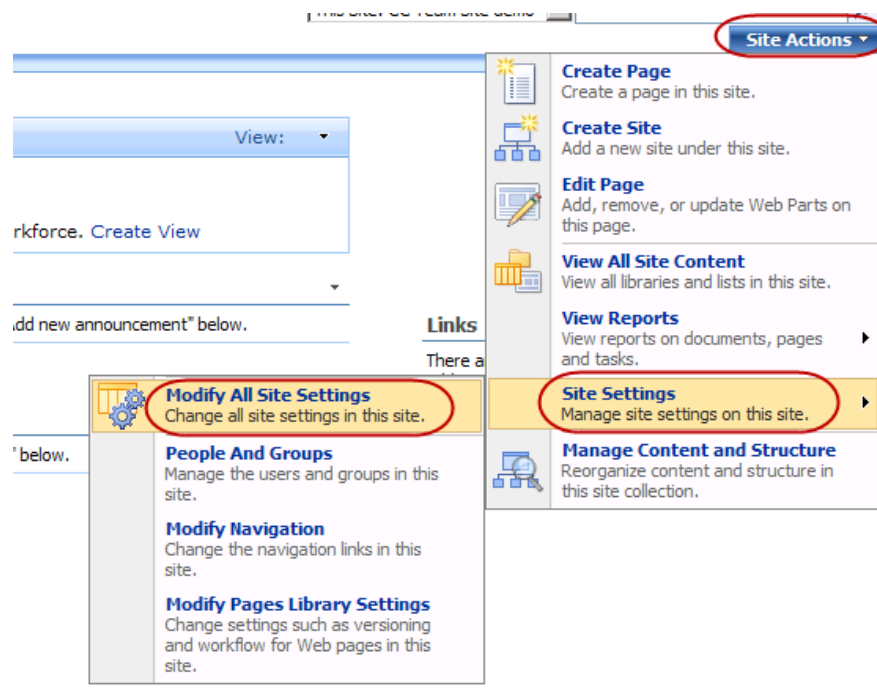 Site Actions
Create Page
Create a page in this site.
Create Site
Add a new site under this site.
View:
Edit Page
Add, remove, or update Web Parts on
this page.
rkforce. Create View
View All Site Content
View all libraries and lists in this site.
View Reports
View reports on documents, pages
and tasks.
dd new announcement" below.
Links
There a
Site Settings
Manage site settings on this site.
Modify All Site Settings
Change all site settings in this site.
" below.
Manage Content and Structure
Reorganize content and structure in
this site collection.
People And Groups
Manage the users and groups in this
site.
Modify Navigation
Change the navigation links in this
site.
Modify Pages Library Settings
Change settings such as versioning
and workflow for Web pages in this
site.